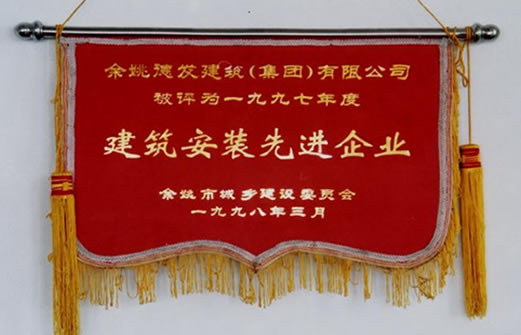 余姚德发建筑(集团)有限公司
被评为一九九七年度
建筑安装先进企业
余姚市城乡建设委员会
一九九八年三月